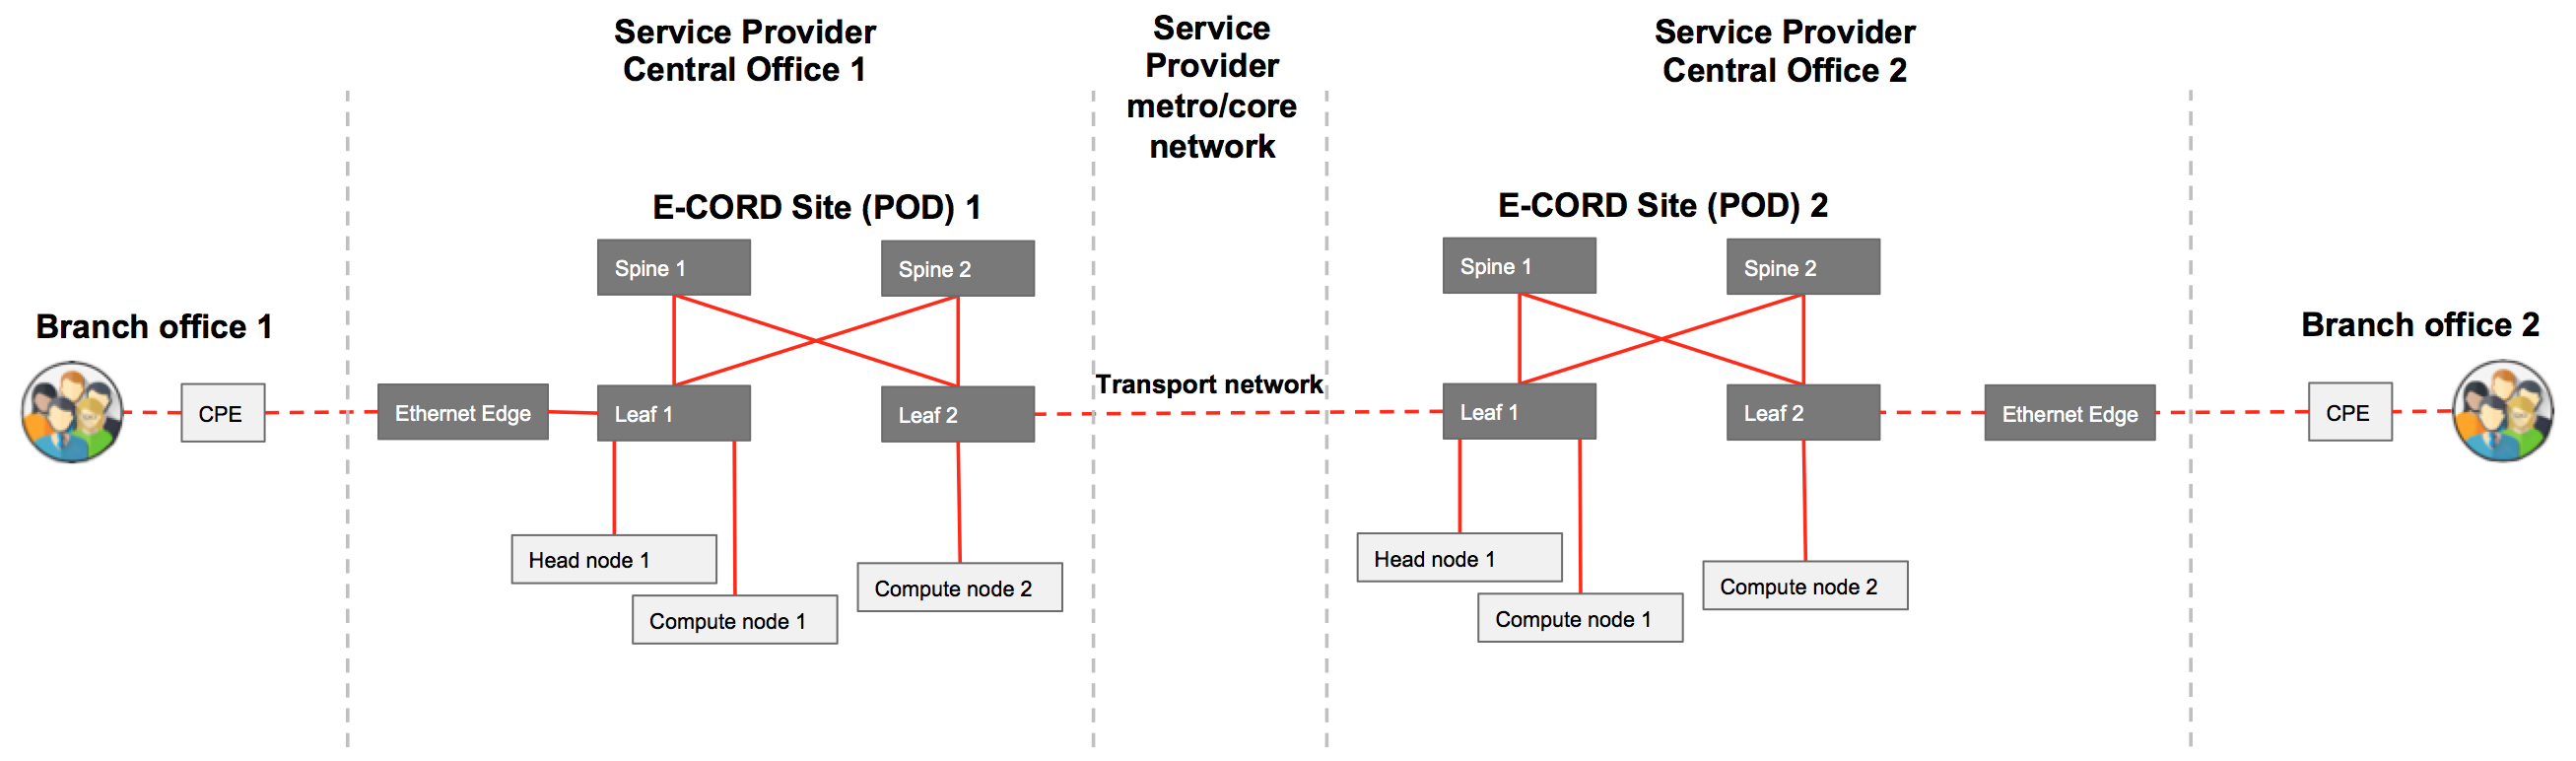 Service Provider
Central Office 1
Service
Provider
metro/core
network
Service Provider
Central Office 2
E-CORD Site (POD) 1
E-CORD Site (POD) 2
Spine 1
Spine 2
Spine 1
Spine 2
Branch office 1
Branch office 2
Transport network
CPE
Ethernet Edge
Leaf 1
Leaf 2
Leaf 1
Leaf 2
Ethernet Edge
CPE
Head node 1
Compute node 1
Compute node 2
Head node 1
Compute node 1
Compute node 2